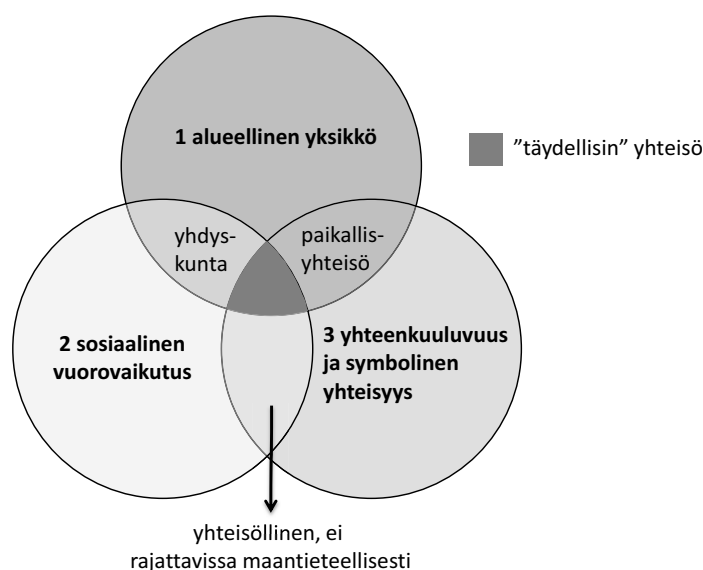 1 alueellinen yksikkö
”täydellisin” yhteisö
yhdys-
kunta
paikallis-
yhteisö
2 sosiaalinen
vuorovaikutus
3 yhteenkuuluvuus
ja symbolinen
yhteisyys
yhteisöllinen, ei
rajattavissa maantieteellisesti